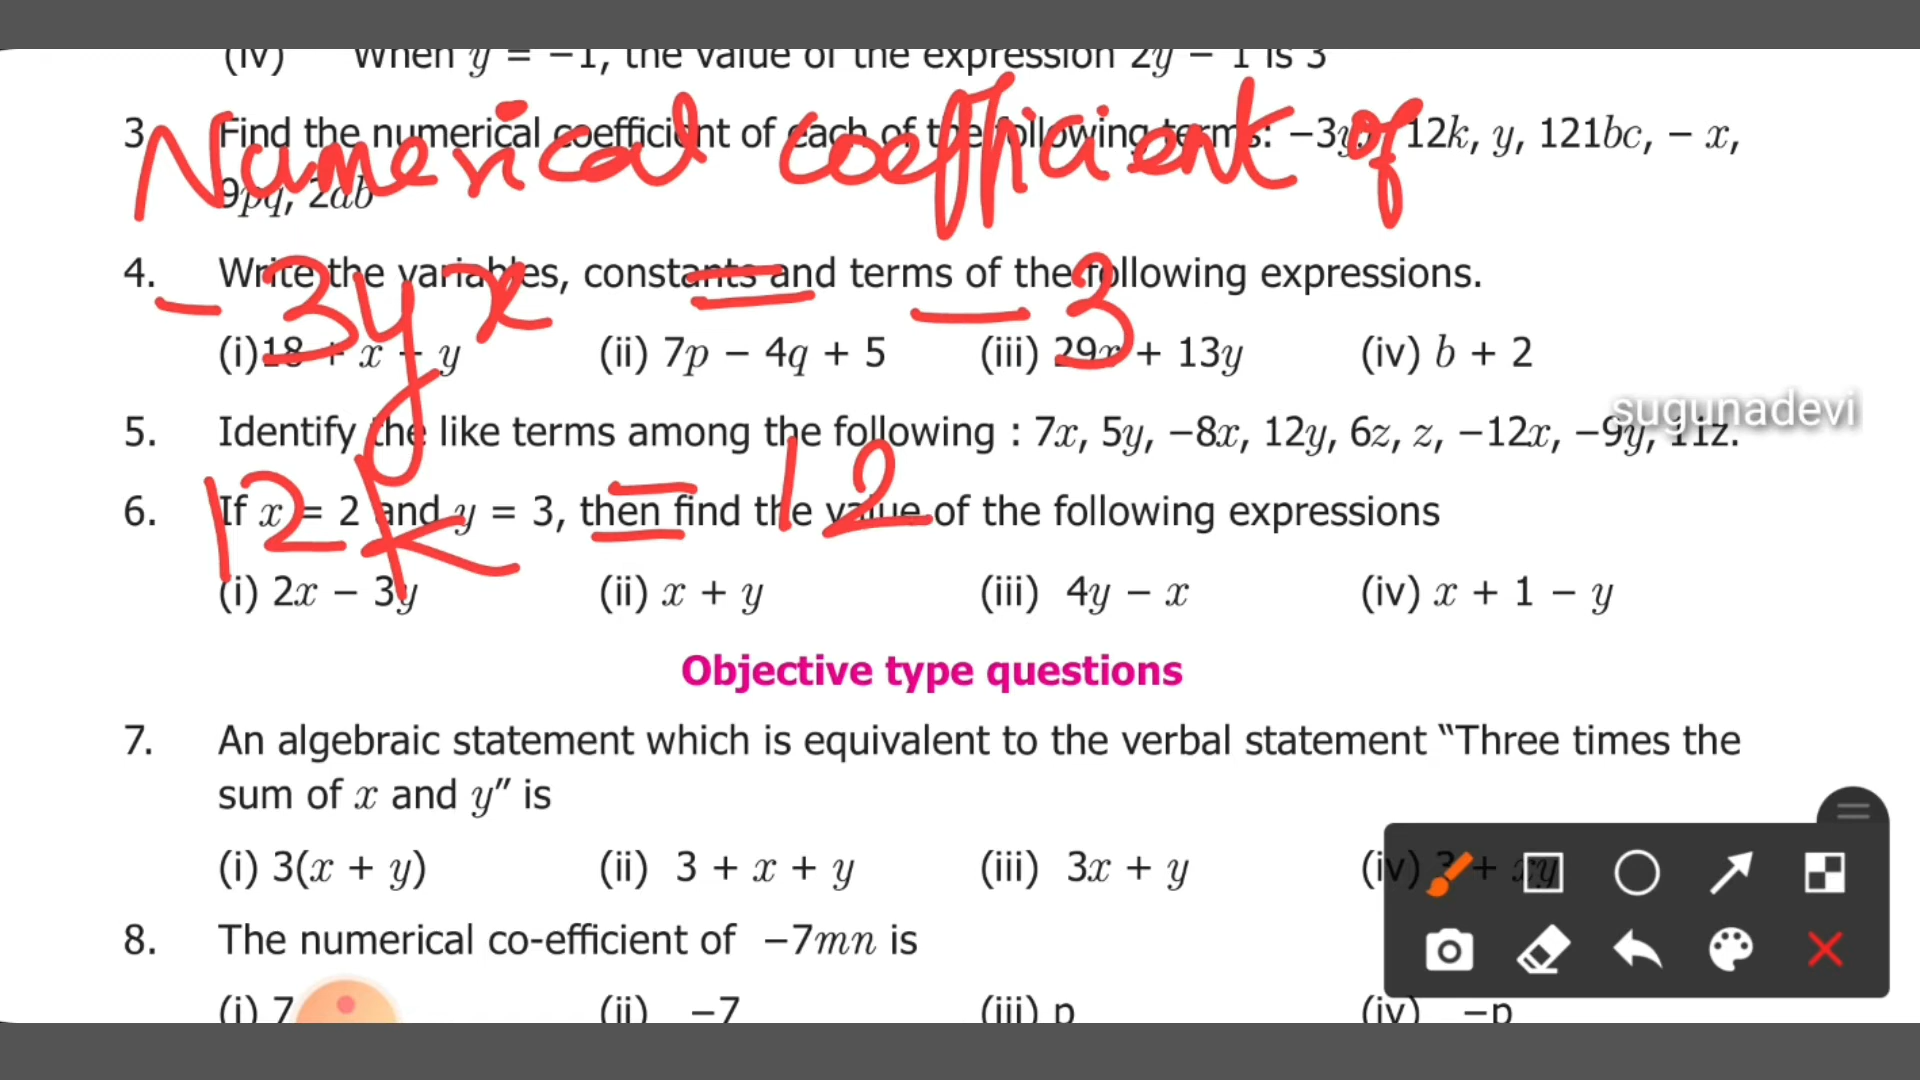 (iv) When y = −1, the value of the expression 2y − 1 is 3
3. Find the numerical coefficient of each of the following terms: −3yx, 12k, y, 121bc, − x,
9pq, 2ab
Numerical coefficient of
4. Write the variables, constants and terms of the following expressions.
−3yx = −3
(i) 18 + x − y (ii) 7p − 4q + 5 (iii) 29x + 13y (iv) b + 2
sugunadevi
5. Identify the like terms among the following : 7x, 5y, −8x, 12y, 6z, z, −12x, −9y, 11z.
12k = 12
6. If x = 2 and y = 3, then find the value of the following expressions
(i) 2x − 3y (ii) x + y (iii) 4y − x (iv) x + 1 − y
Objective type questions
7. An algebraic statement which is equivalent to the verbal statement “Three times the
sum of x and y” is
(i) 3(x + y) (ii) 3 + x + y (iii) 3x + y (iv) 3 + xy
8. The numerical co-efficient of −7mn is
(i) 7 (ii) −7 (iii) p (iv) −p